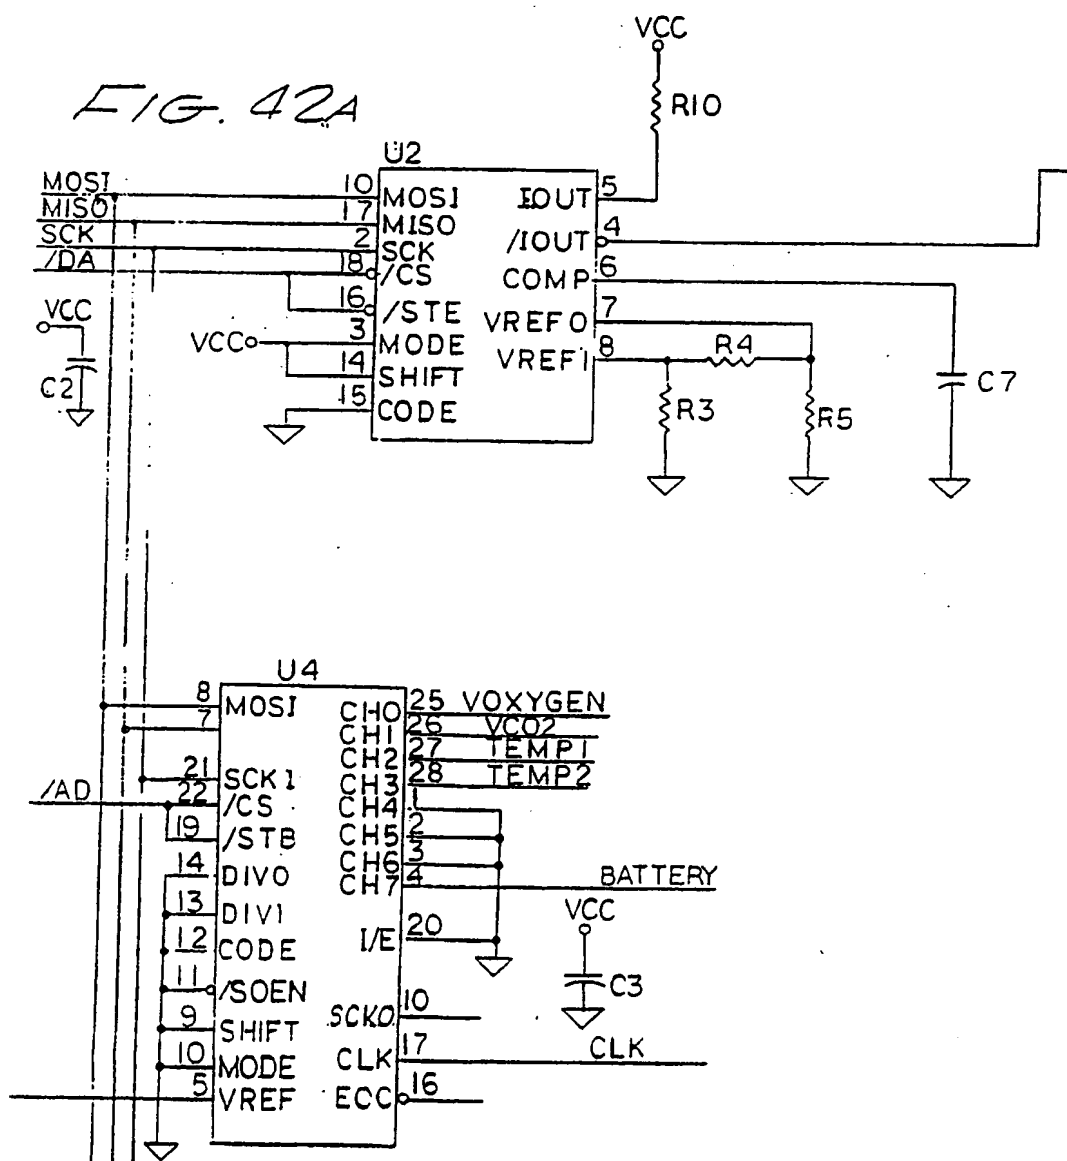 FIG. 42A
VCC
R10
U2
MOSI
MISO
SCK
/DA
10 MOSI
17 MISO
2 SCK
18 /CS
16 /STE
3 MODE
14 SHIFT
15 CODE
IOUT 5
/IOUT 4
COMP 6
VREFO 7
VREFI 8
VCC
C2
VCC
R4
R3
R5
C7
U4
8 MOSI
7
21 SCK1
/AD
22 /CS
19 /STB
14 DIV0
13 DIV1
12 CODE
11 /SOEN
9 SHIFT
10 MODE
5 VREF
CH0 25 VOXYGEN
CH1 26 VCO2
CH2 27 TEMP1
CH3 28 TEMP2
CH4 1
CH5 2
CH6 3
CH7 4 BATTERY
I/E 20
VCC
C3
SCKO 10
CLK 17 CLK
ECC 16